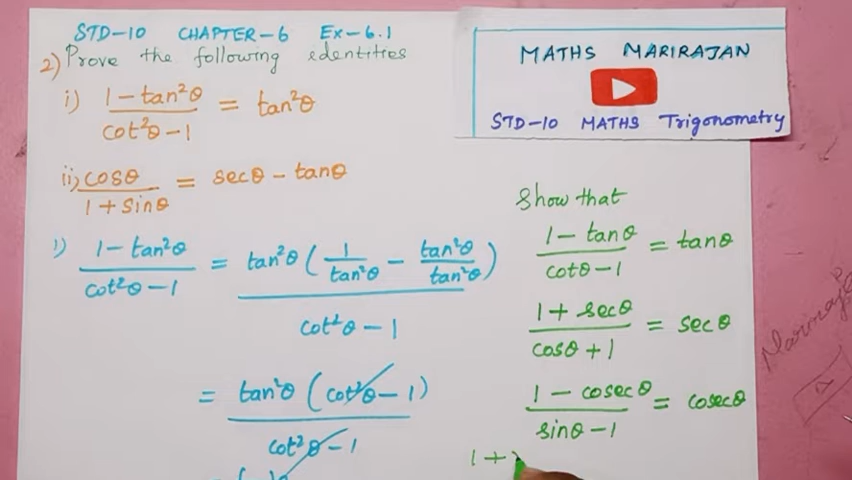 STD-10 CHAPTER-6 Ex-6.1
2) Prove the following identities
i) (1 - tan²θ)/(cot²θ - 1) = tan²θ
ii) cosθ/(1 + sinθ) = secθ - tanθ
i) (1 - tan²θ)/(cot²θ - 1) = tan²θ (1/tan²θ - tan²θ/tan²θ)/(cot²θ - 1)
= tan²θ (cot²θ - 1)/(cot²θ - 1)
MATHS MARIRAJAN
STD-10 MATHS Trigonometry
Show that
(1 - tanθ)/(cotθ - 1) = tanθ
(1 + secθ)/(cosθ + 1) = secθ
(1 - cosecθ)/(sinθ - 1) = cosecθ
1 +